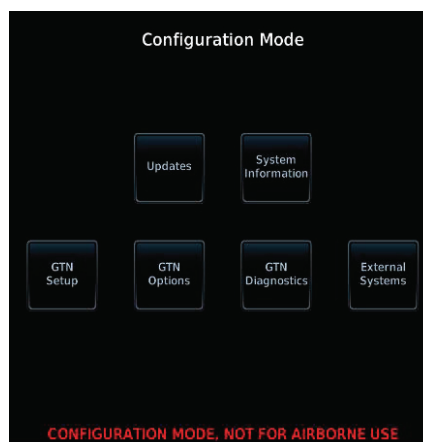 Configuration Mode
Updates
System
Information
GTN
Setup
GTN
Options
GTN
Diagnostics
External
Systems
CONFIGURATION MODE, NOT FOR AIRBORNE USE